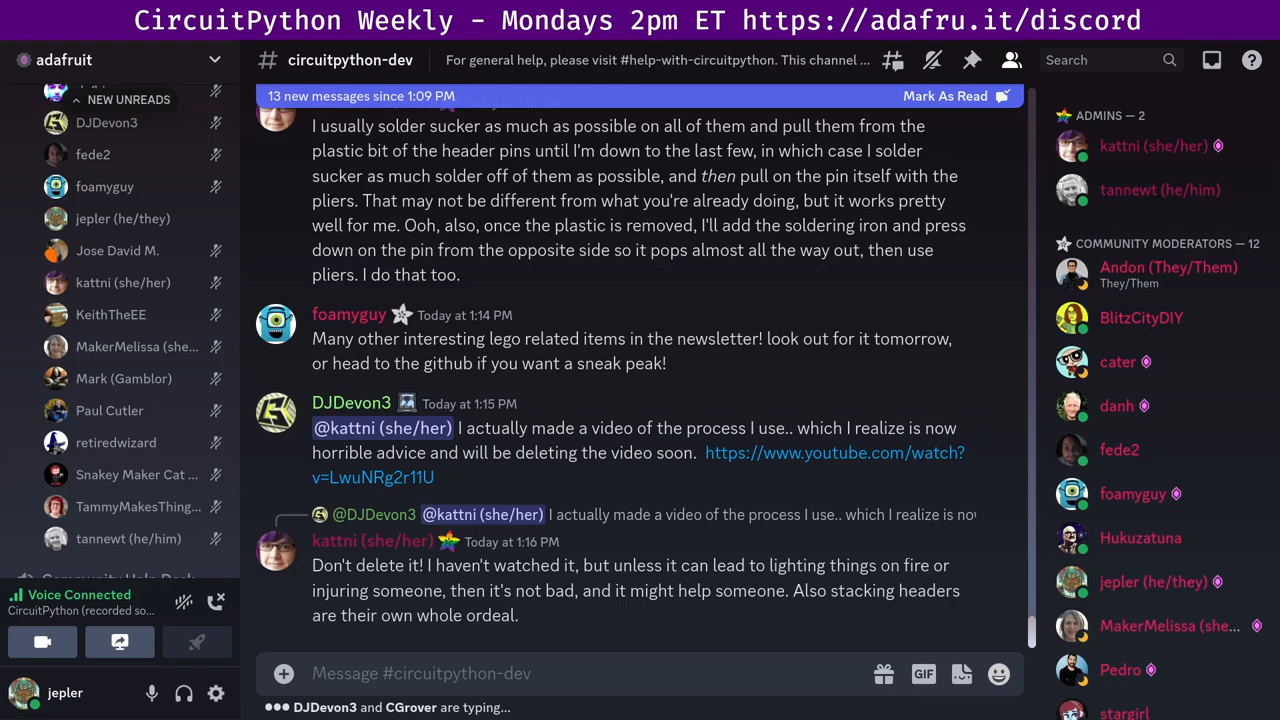 CircuitPython Weekly - Mondays 2pm ET https://adafru.it/discord
adafruit
NEW UNREADS
DJDevon3
fede2
foamyguy
jepler (he/they)
Jose David M.
kattni (she/her)
KeithTheEE
MakerMelissa (she...
Mark (Gamblor)
Paul Cutler
retiredwizard
Snakey Maker Cat ...
TammyMakesThing...
tannewt (he/him)
Voice Connected
CircuitPython (recorded so...
jepler
# circuitpython-dev
For general help, please visit #help-with-circuitpython. This channel ...
Search
13 new messages since 1:09 PM
Mark As Read
I usually solder sucker as much as possible on all of them and pull them from the
plastic bit of the header pins until I'm down to the last few, in which case I solder
sucker as much solder off of them as possible, and then pull on the pin itself with the
pliers. That may not be different from what you're already doing, but it works pretty
well for me. Ooh, also, once the plastic is removed, I'll add the soldering iron and press
down on the pin from the opposite side so it pops almost all the way out, then use
pliers. I do that too.
foamyguy Today at 1:14 PM
Many other interesting lego related items in the newsletter! look out for it tomorrow,
or head to the github if you want a sneak peak!
DJDevon3 Today at 1:15 PM
@kattni (she/her) I actually made a video of the process I use.. which I realize is now
horrible advice and will be deleting the video soon. https://www.youtube.com/watch?
v=LwuNRg2r11U
@DJDevon3 @kattni (she/her) I actually made a video of the process I use.. which I realize is now
kattni (she/her) Today at 1:16 PM
Don't delete it! I haven't watched it, but unless it can lead to lighting things on fire or
injuring someone, then it's not bad, and it might help someone. Also stacking headers
are their own whole ordeal.
Message #circuitpython-dev
GIF
DJDevon3 and CGrover are typing...
ADMINS — 2
kattni (she/her)
tannewt (he/him)
COMMUNITY MODERATORS — 12
Andon (They/Them)
They/Them
BlitzCityDIY
cater
danh
fede2
foamyguy
Hukuzatuna
jepler (he/they)
MakerMelissa (she...
Pedro
stargirl